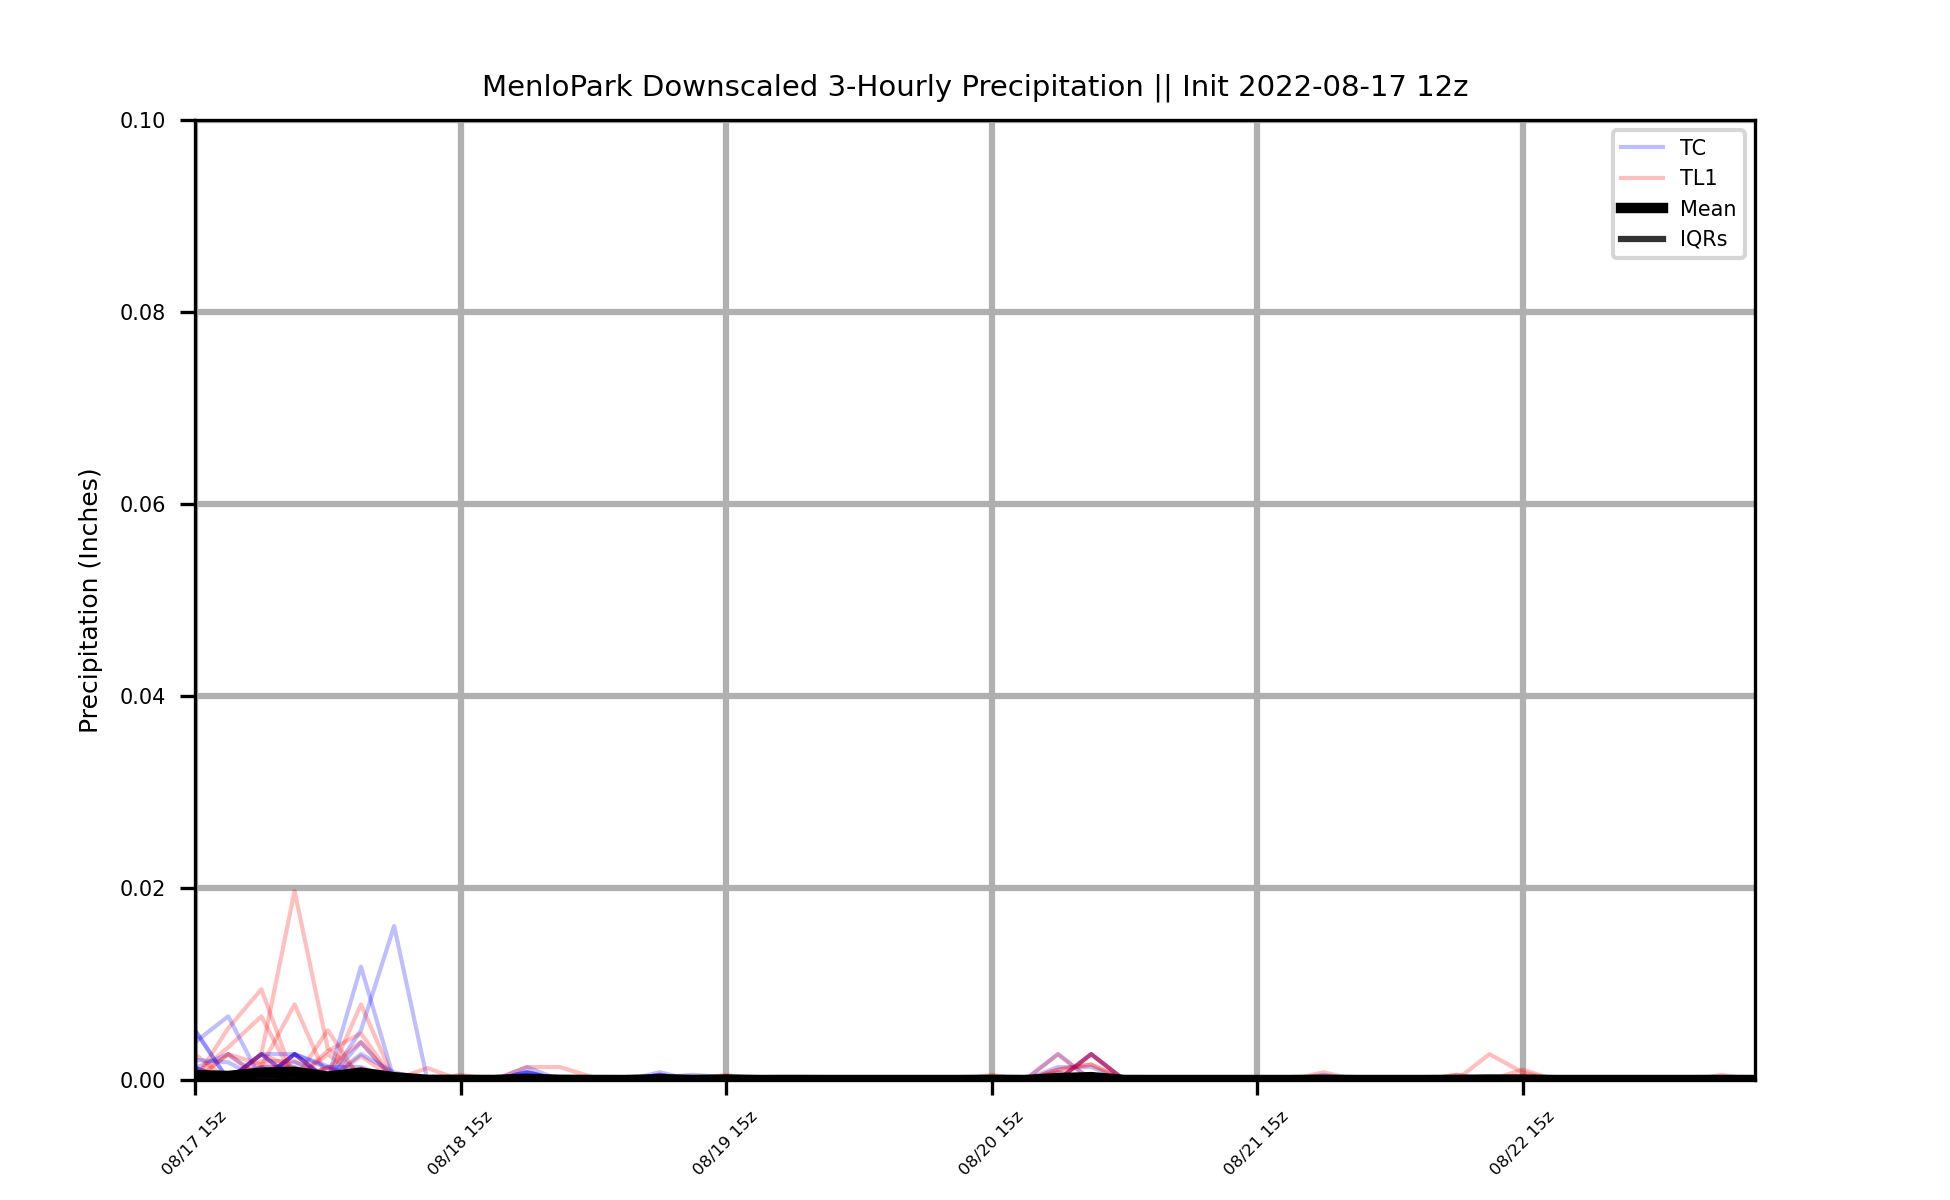 MenloPark Downscaled 3-Hourly Precipitation || Init 2022-08-17 12z
TC
TL1
Mean
IQRs
Precipitation (Inches)
0.10
0.08
0.06
0.04
0.02
0.00
08/17 15z
08/18 15z
08/19 15z
08/20 15z
08/21 15z
08/22 15z